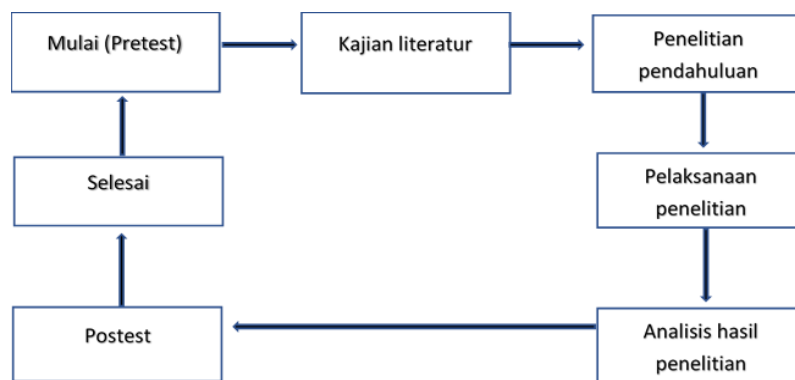 Mulai (Pretest)
Kajian literatur
Penelitian
pendahuluan
Pelaksanaan
penelitian
Analisis hasil
penelitian
Postest
Selesai